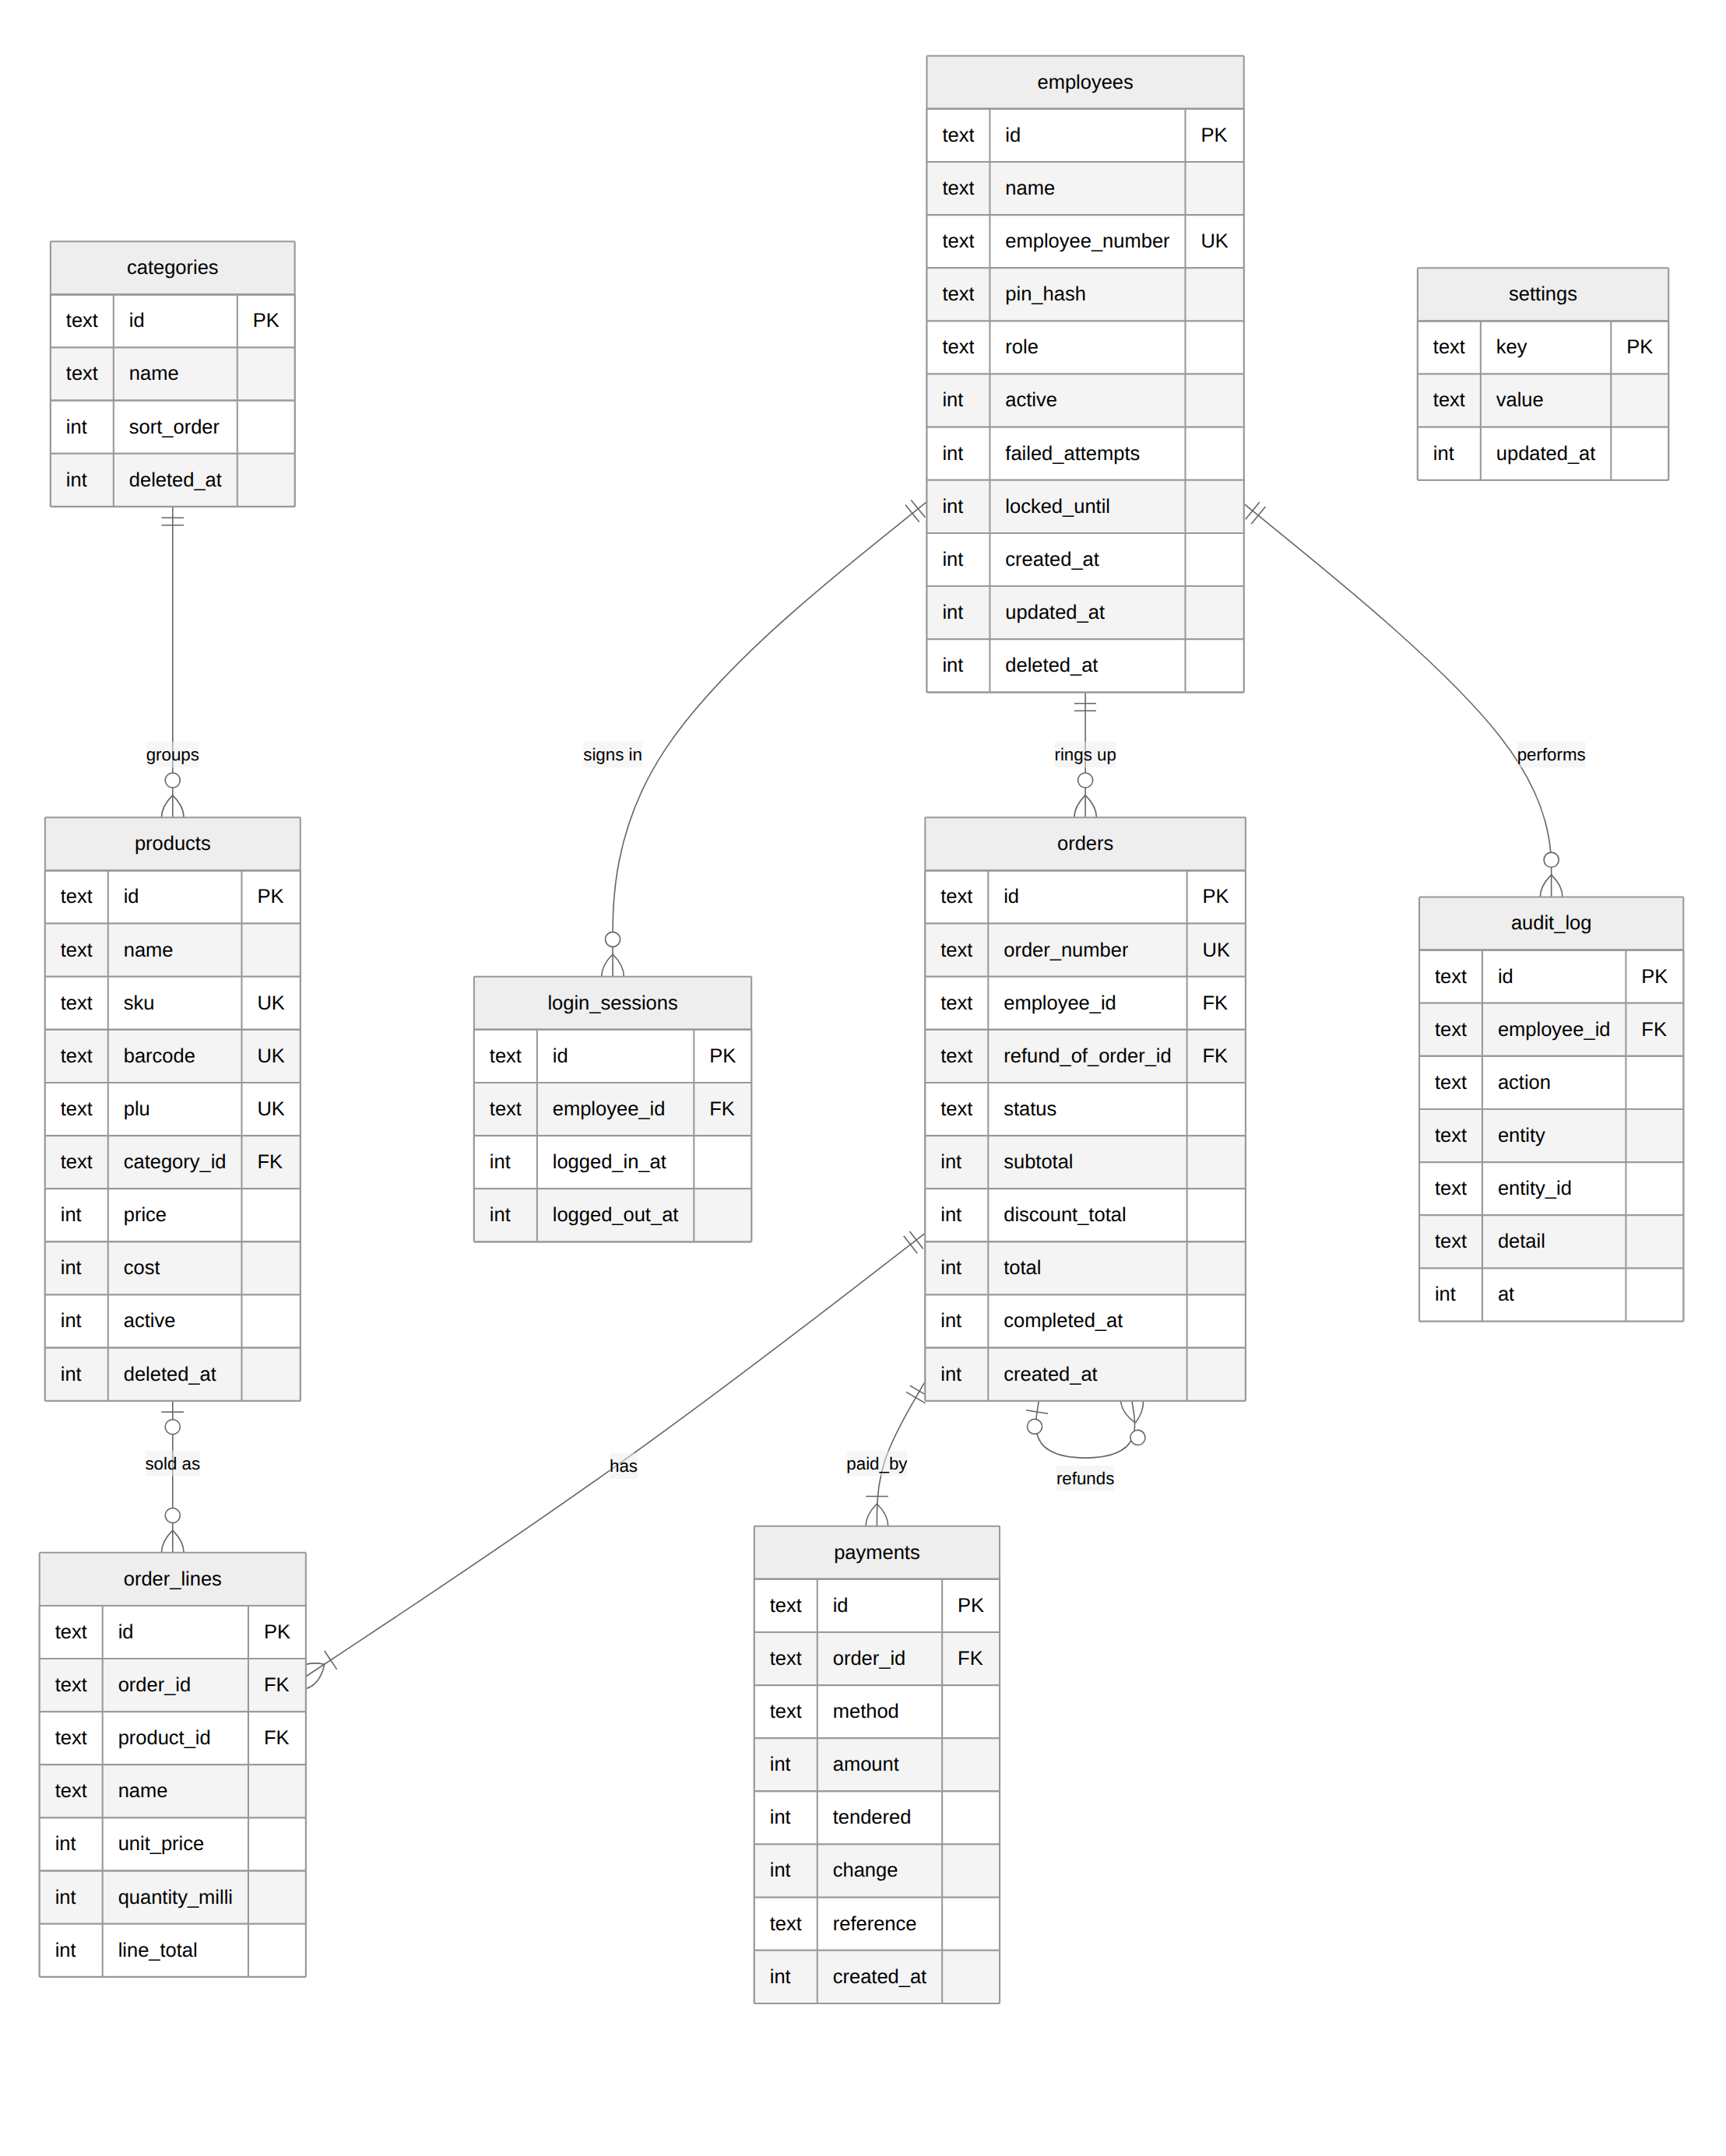 employees
text id PK
text name
text employee_number UK
text pin_hash
text role
int active
int failed_attempts
int locked_until
int created_at
int updated_at
int deleted_at
categories
text id PK
text name
int sort_order
int deleted_at
settings
text key PK
text value
int updated_at
groups
signs in
rings up
performs
products
text id PK
text name
text sku UK
text barcode UK
text plu UK
text category_id FK
int price
int cost
int active
int deleted_at
login_sessions
text id PK
text employee_id FK
int logged_in_at
int logged_out_at
orders
text id PK
text order_number UK
text employee_id FK
text refund_of_order_id FK
text status
int subtotal
int discount_total
int total
int completed_at
int created_at
audit_log
text id PK
text employee_id FK
text action
text entity
text entity_id
text detail
int at
sold as
has
paid_by
refunds
order_lines
text id PK
text order_id FK
text product_id FK
text name
int unit_price
int quantity_milli
int line_total
payments
text id PK
text order_id FK
text method
int amount
int tendered
int change
text reference
int created_at